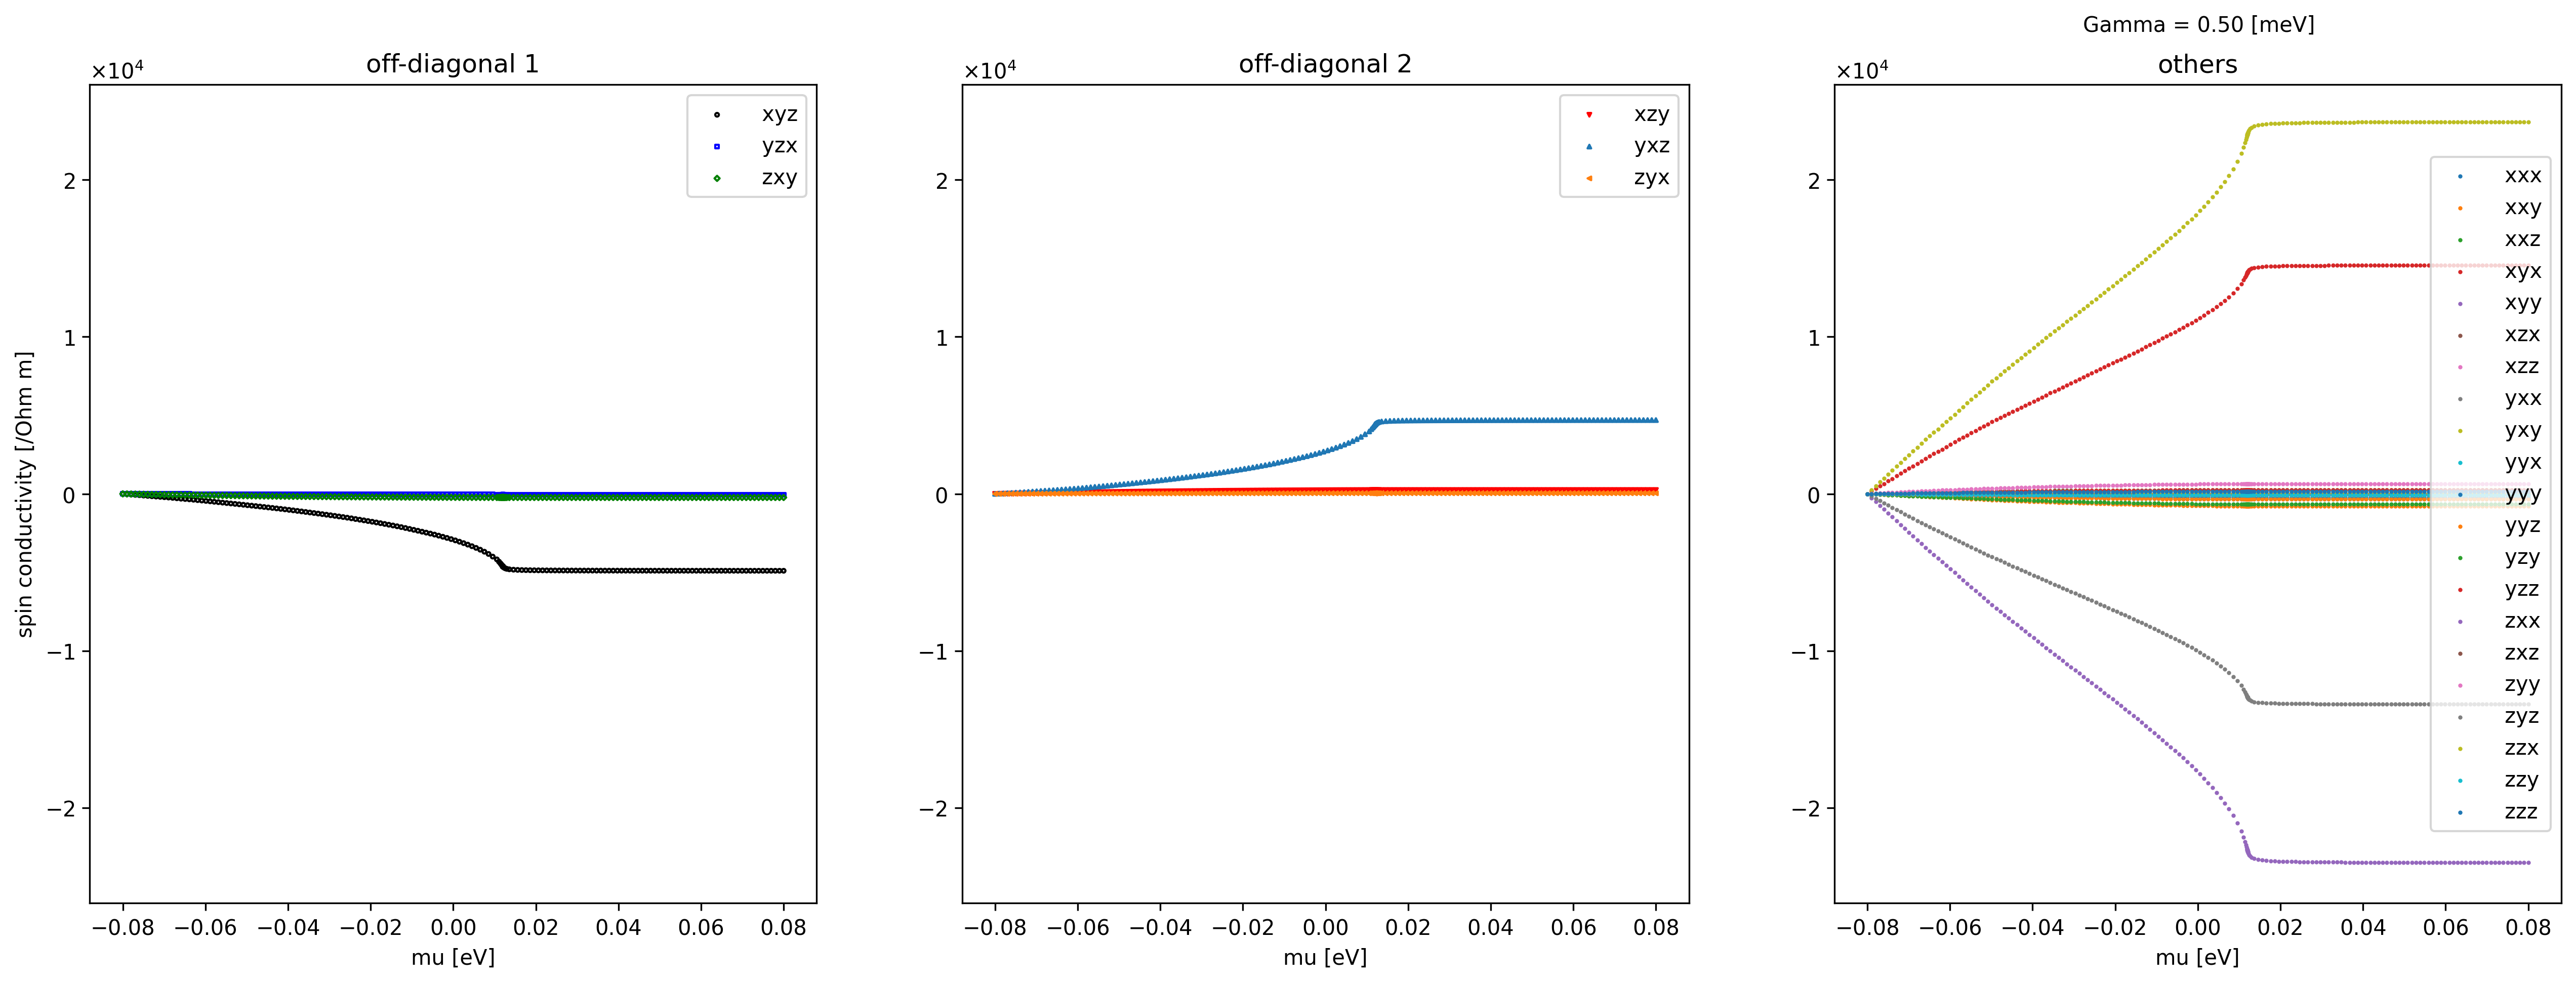 Gamma = 0.50 [meV]
off-diagonal 1
off-diagonal 2
others
×10⁴
×10⁴
×10⁴
spin conductivity [/Ohm m]
2
1
0
−1
−2
−0.08 −0.06 −0.04 −0.02 0.00 0.02 0.04 0.06 0.08
mu [eV]
xyz
yzx
zxy
2
1
0
−1
−2
−0.08 −0.06 −0.04 −0.02 0.00 0.02 0.04 0.06 0.08
mu [eV]
xzy
yxz
zyx
2
1
0
−1
−2
−0.08 −0.06 −0.04 −0.02 0.00 0.02 0.04 0.06 0.08
mu [eV]
xxx
xxy
xxz
xyx
xyy
xzx
xzz
yxx
yxy
yyx
yyy
yyz
yzy
yzz
zxx
zxz
zyy
zyz
zzx
zzy
zzz